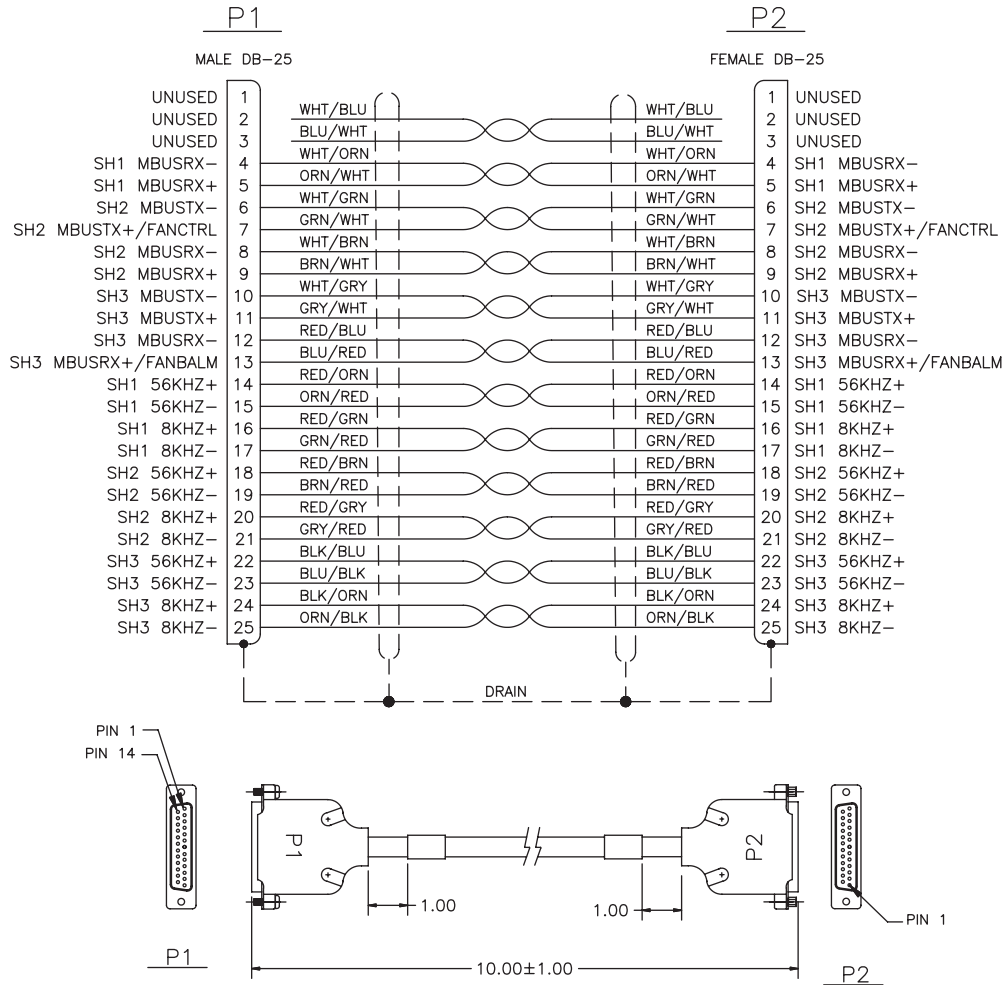 P1 P2
MALE DB-25 FEMALE DB-25
UNUSED 1 1 UNUSED
WHT/BLU WHT/BLU
UNUSED 2 2 UNUSED
BLU/WHT BLU/WHT
UNUSED 3 3 UNUSED
WHT/ORN WHT/ORN
SH1 MBUSRX- 4 4 SH1 MBUSRX-
ORN/WHT ORN/WHT
SH1 MBUSRX+ 5 5 SH1 MBUSRX+
WHT/GRN WHT/GRN
SH2 MBUSTX- 6 6 SH2 MBUSTX-
GRN/WHT GRN/WHT
SH2 MBUSTX+/FANCTRL 7 7 SH2 MBUSTX+/FANCTRL
WHT/BRN WHT/BRN
SH2 MBUSRX- 8 8 SH2 MBUSRX-
BRN/WHT BRN/WHT
SH2 MBUSRX+ 9 9 SH2 MBUSRX+
WHT/GRY WHT/GRY
SH3 MBUSTX- 10 10 SH3 MBUSTX-
GRY/WHT GRY/WHT
SH3 MBUSTX+ 11 11 SH3 MBUSTX+
RED/BLU RED/BLU
SH3 MBUSRX- 12 12 SH3 MBUSRX-
BLU/RED BLU/RED
SH3 MBUSRX+/FANBALM 13 13 SH3 MBUSRX+/FANBALM
RED/ORN RED/ORN
SH1 56KHZ+ 14 14 SH1 56KHZ+
ORN/RED ORN/RED
SH1 56KHZ- 15 15 SH1 56KHZ-
RED/GRN RED/GRN
SH1 8KHZ+ 16 16 SH1 8KHZ+
GRN/RED GRN/RED
SH1 8KHZ- 17 17 SH1 8KHZ-
RED/BRN RED/BRN
SH2 56KHZ+ 18 18 SH2 56KHZ+
BRN/RED BRN/RED
SH2 56KHZ- 19 19 SH2 56KHZ-
RED/GRY RED/GRY
SH2 8KHZ+ 20 20 SH2 8KHZ+
GRY/RED GRY/RED
SH2 8KHZ- 21 21 SH2 8KHZ-
BLK/BLU BLK/BLU
SH3 56KHZ+ 22 22 SH3 56KHZ+
BLU/BLK BLU/BLK
SH3 56KHZ- 23 23 SH3 56KHZ-
BLK/ORN BLK/ORN
SH3 8KHZ+ 24 24 SH3 8KHZ+
ORN/BLK ORN/BLK
SH3 8KHZ- 25 25 SH3 8KHZ-
DRAIN
PIN 1
PIN 14
P1 P2
1.00 1.00
PIN 1
P1 10.00±1.00 P2